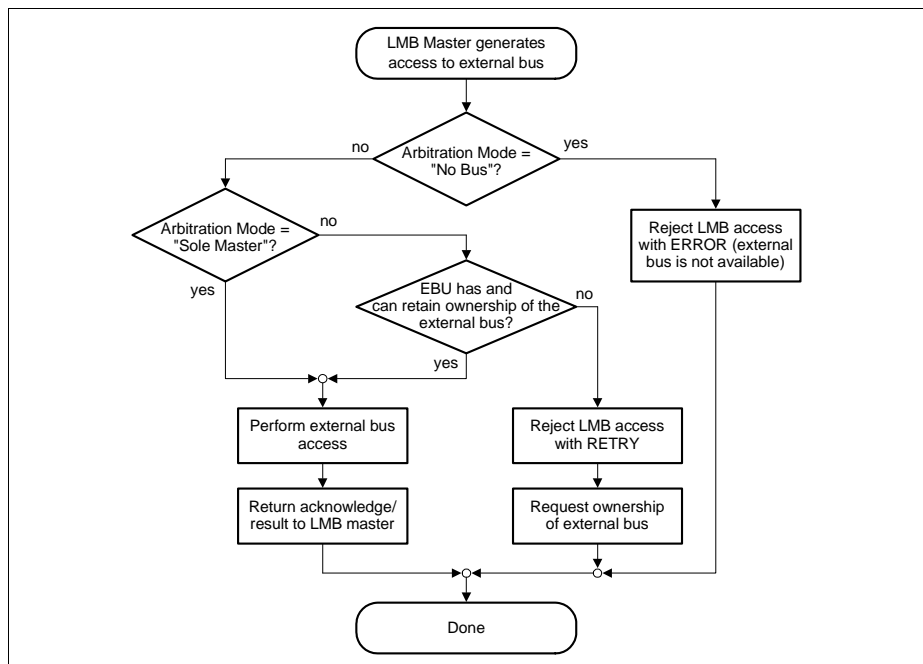 LMB Master generates
access to external bus
no
Arbitration Mode =
"No Bus"?
yes
Arbitration Mode =
"Sole Master"?
no
yes
Reject LMB access
with ERROR (external
bus is not available)
EBU has and
can retain ownership of the
external bus?
no
yes
Perform external bus
access
Reject LMB access
with RETRY
Return acknowledge/
result to LMB master
Request ownership
of external bus
Done